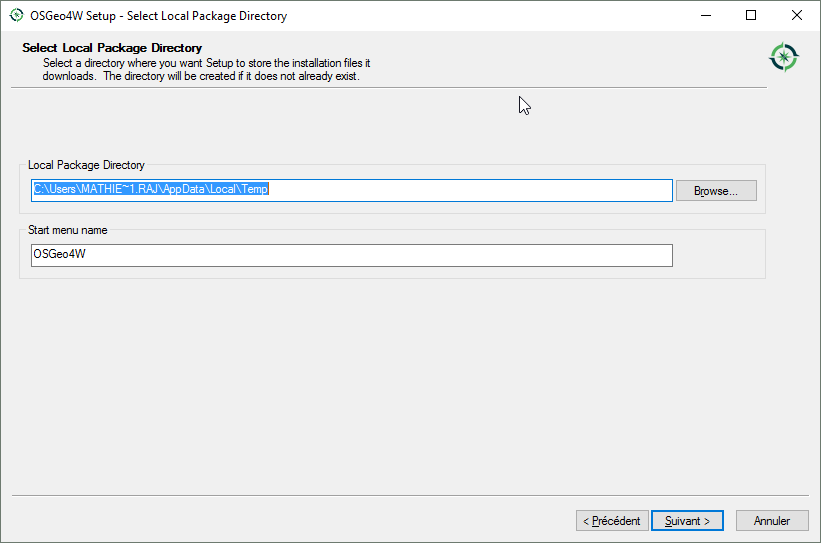 OSGeo4W Setup - Select Local Package Directory
Select Local Package Directory
Select a directory where you want Setup to store the installation files it
downloads. The directory will be created if it does not already exist.
Local Package Directory
C:\Users\MATHIE~1.RAJ\AppData\Local\Temp
Browse...
Start menu name
OSGeo4W
< Précédent
Suivant >
Annuler